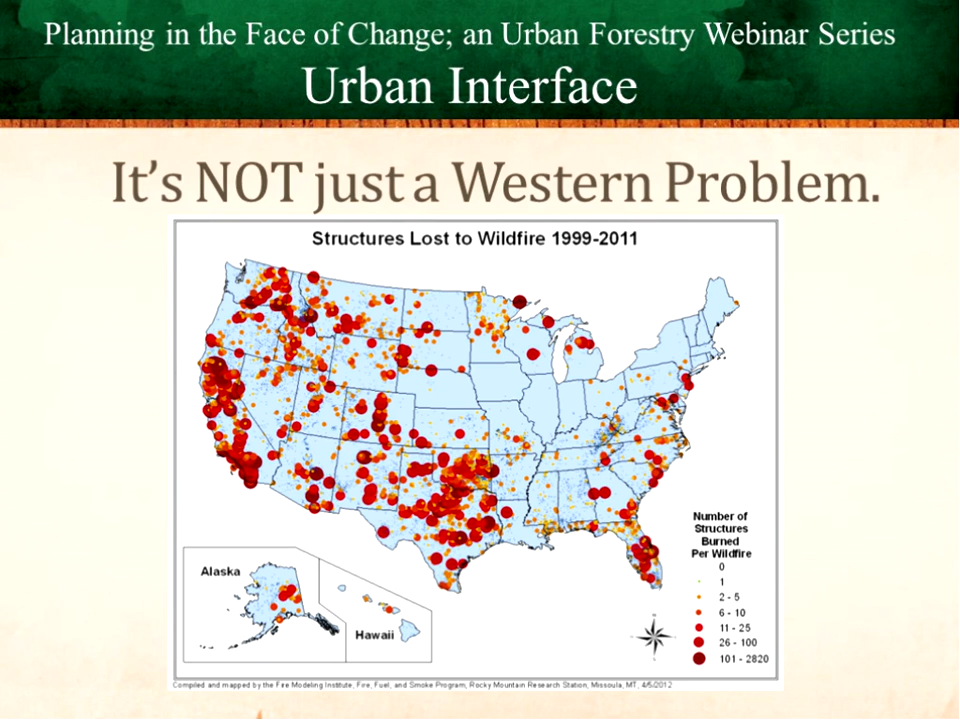 Planning in the Face of Change; an Urban Forestry Webinar Series
Urban Interface
It's NOT just a Western Problem.
Structures Lost to Wildfire 1999-2011
Number of
Structures
Burned
Per Wildfire
0
1
2 - 5
6 - 10
11 - 25
26 - 100
101 - 2820
Alaska
Hawaii
Compiled and mapped by the Fire Modeling Institute, Fire, Fuel, and Smoke Program, Rocky Mountain Research Station, Missoula, MT, 4/5/2012